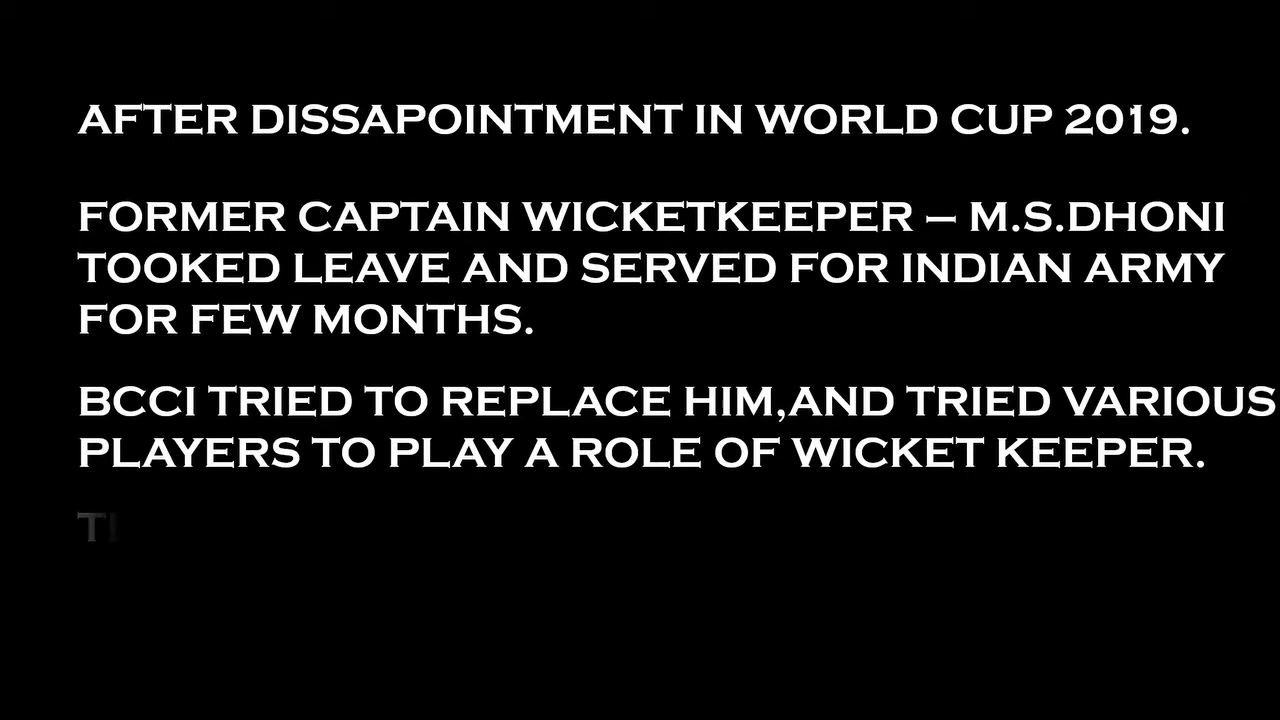 AFTER DISSAPOINTMENT IN WORLD CUP 2019.
FORMER CAPTAIN WICKETKEEPER – M.S.DHONI
TOOKED LEAVE AND SERVED FOR INDIAN ARMY
FOR FEW MONTHS.
BCCI TRIED TO REPLACE HIM,AND TRIED VARIOUS
PLAYERS TO PLAY A ROLE OF WICKET KEEPER.